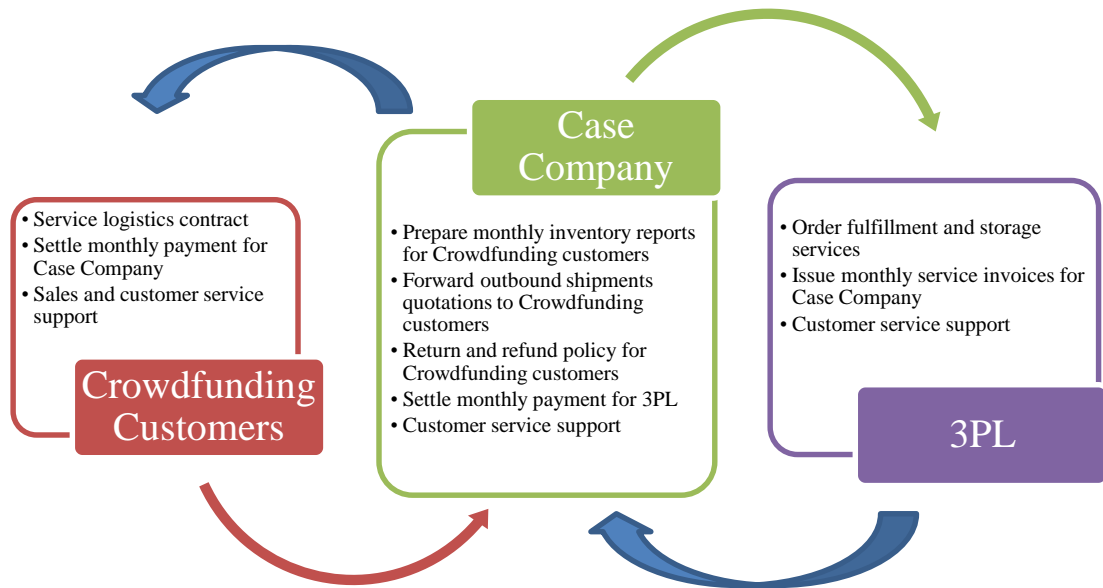 • Service logistics contract
• Settle monthly payment for
Case Company
• Sales and customer service
support
Crowdfunding
Customers
Case
Company
• Prepare monthly inventory reports
for Crowdfunding customers
• Forward outbound shipments
quotations to Crowdfunding
customers
• Return and refund policy for
Crowdfunding customers
• Settle monthly payment for 3PL
• Customer service support
• Order fulfillment and storage
services
• Issue monthly service invoices for
Case Company
• Customer service support
3PL